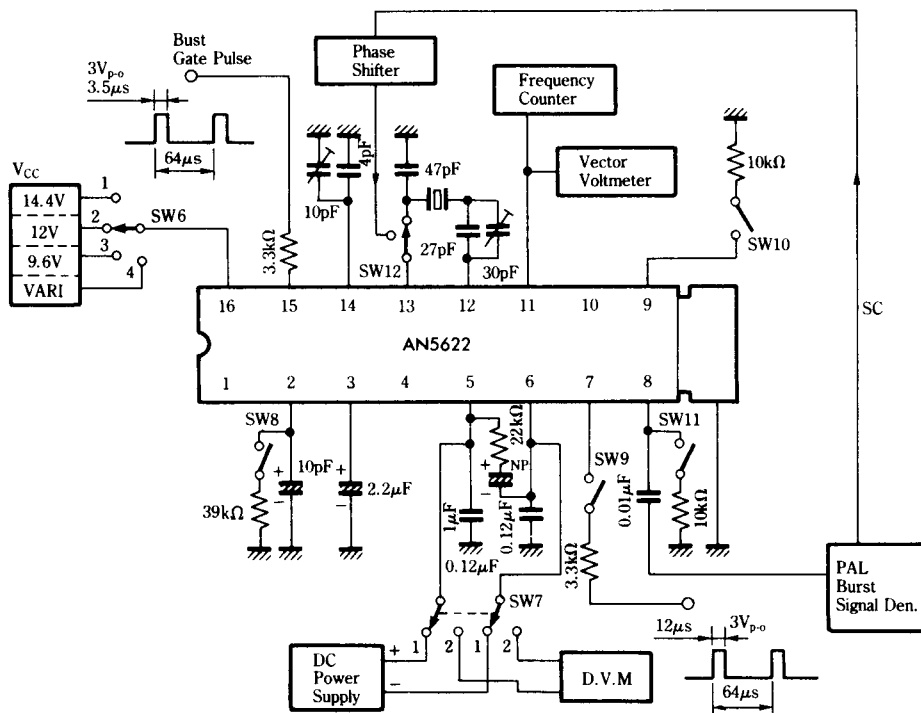 Bust
Gate Pulse
Phase
Shifter
3Vp-o
3.5μs
64μs
Frequency
Counter
Vector
Voltmeter
10kΩ
SW10
VCC
14.4V
12V
9.6V
VARI
1
2
3
4
SW6
3.3kΩ
10pF
4pF
47pF
SW12
27pF
30pF
SC
16 15 14 13 12 11 10 9
AN5622
1 2 3 4 5 6 7 8
SW8
39kΩ
+
-
10pF
+
-
2.2μF
22kΩ
+
NP
-
1μF
0.12μF
0.12μF
SW9
3.3kΩ
0.01μF
SW11
10kΩ
SW7
1 2 1 2
DC
Power
Supply
+
-
D.V.M
PAL
Burst
Signal Den.
12μs
3Vp-o
64μs